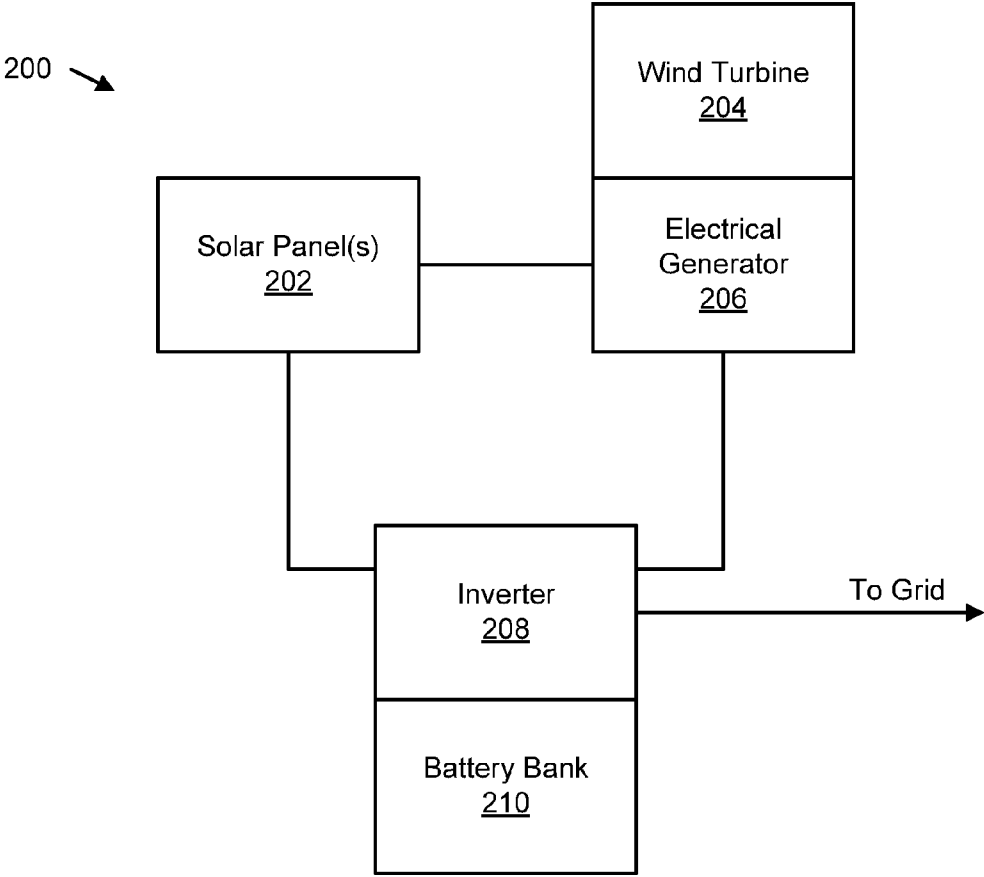 200
Wind Turbine
204
Solar Panel(s)
202
Electrical
Generator
206
Inverter
208
To Grid
Battery Bank
210